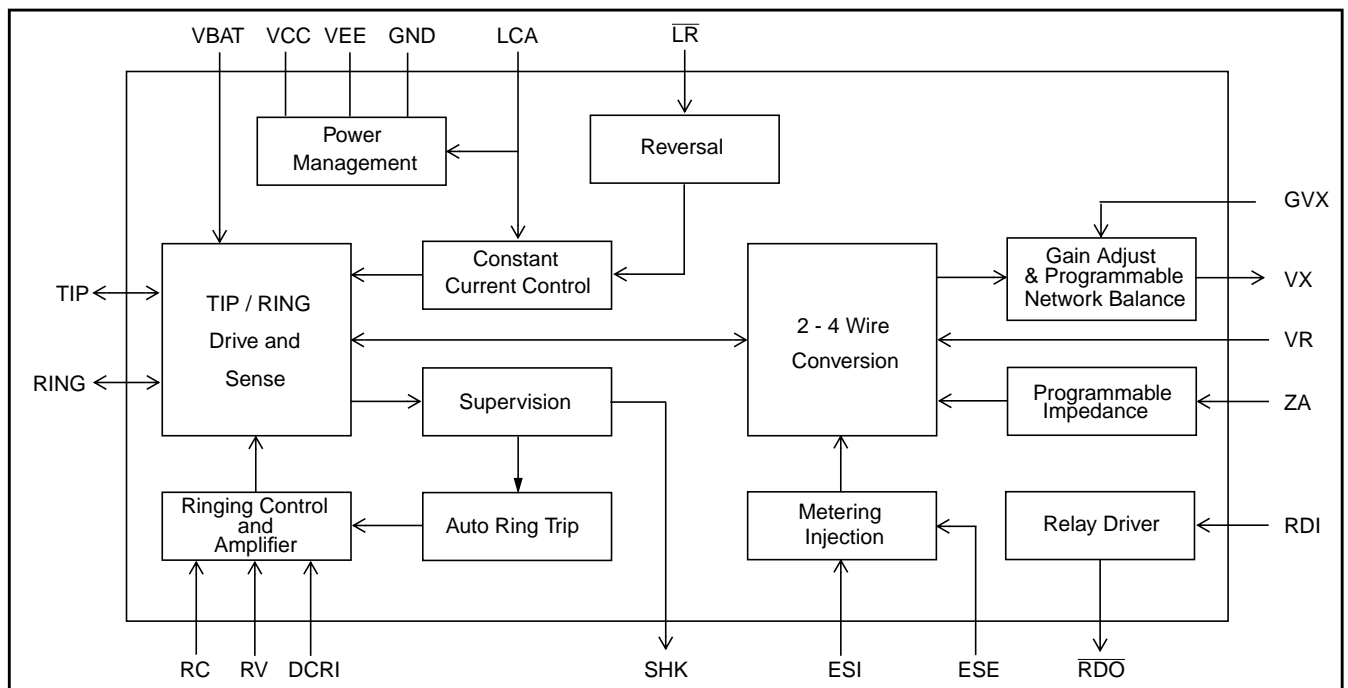 VBAT VCC VEE GND LCA L̅R̅
Power
Management
Reversal
GVX
Constant
Current Control
Gain Adjust
& Programmable
Network Balance
VX
TIP
TIP / RING
Drive and
Sense
2 - 4 Wire
Conversion
VR
RING
Supervision
Programmable
Impedance
ZA
Ringing Control
and
Amplifier
Auto Ring Trip
Metering
Injection
Relay Driver
RDI
RC RV DCRI SHK ESI ESE R̅D̅O̅